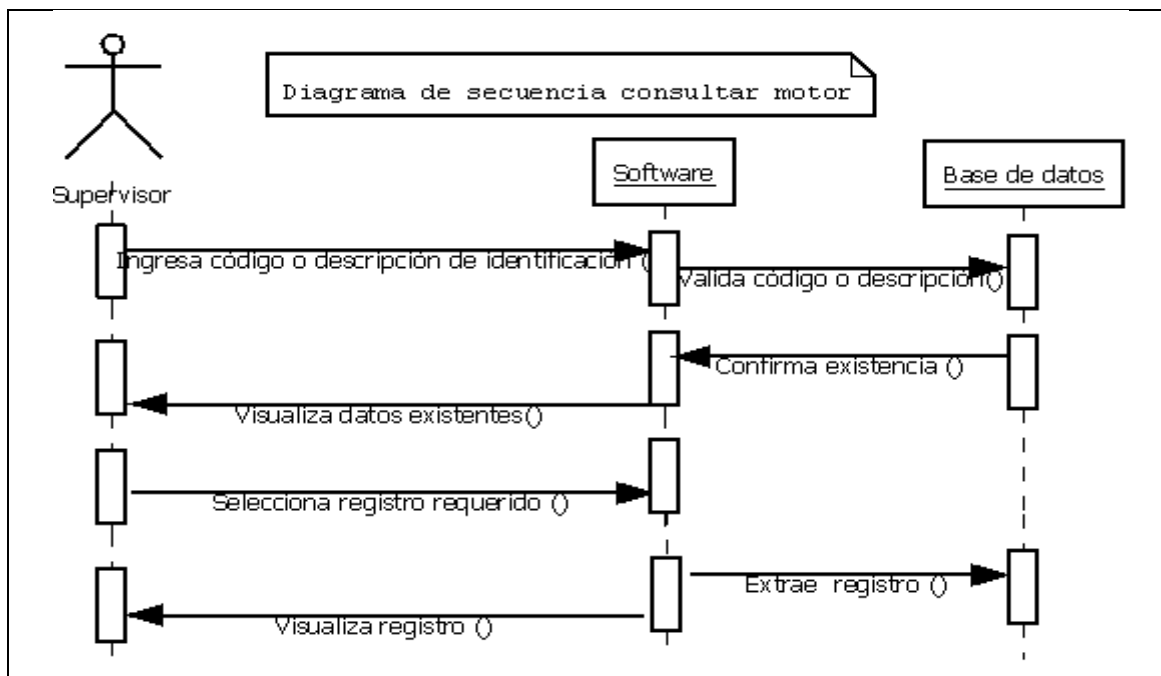 Diagrama de secuencia consultar motor
Supervisor
Software
Base de datos
Ingresa código o descripción de identificación ()
Valida código o descripción()
Confirma existencia ()
Visualiza datos existentes()
Selecciona registro requerido ()
Extrae registro ()
Visualiza registro ()